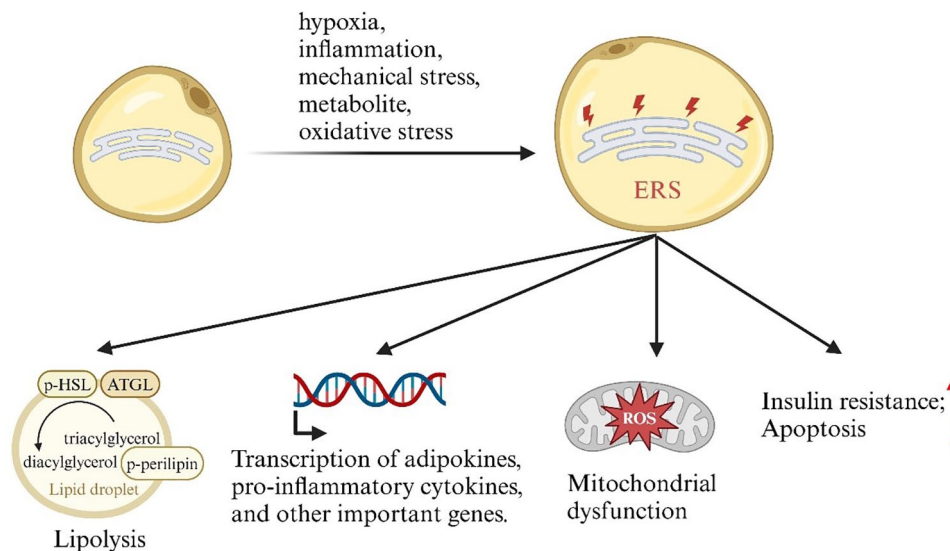 hypoxia,
inflammation,
mechanical stress,
metabolite,
oxidative stress
ERS
p-HSL
ATGL
triacylglycerol
diacylglycerol
p-perilipin
Lipid droplet
Lipolysis
Transcription of adipokines,
pro-inflammatory cytokines,
and other important genes.
ROS
Mitochondrial
dysfunction
Insulin resistance;
Apoptosis